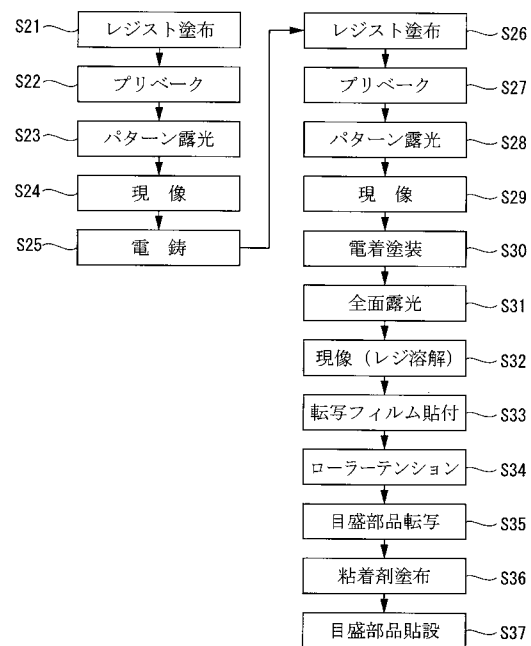 S21 レジスト塗布
S22 プリベーク
S23 パターン露光
S24 現 像
S25 電 鋳
レジスト塗布 S26
プリベーク S27
パターン露光 S28
現 像 S29
電着塗装 S30
全面露光 S31
現像(レジ溶解) S32
転写フィルム貼付 S33
ローラーテンション S34
目盛部品転写 S35
粘着剤塗布 S36
目盛部品貼設 S37